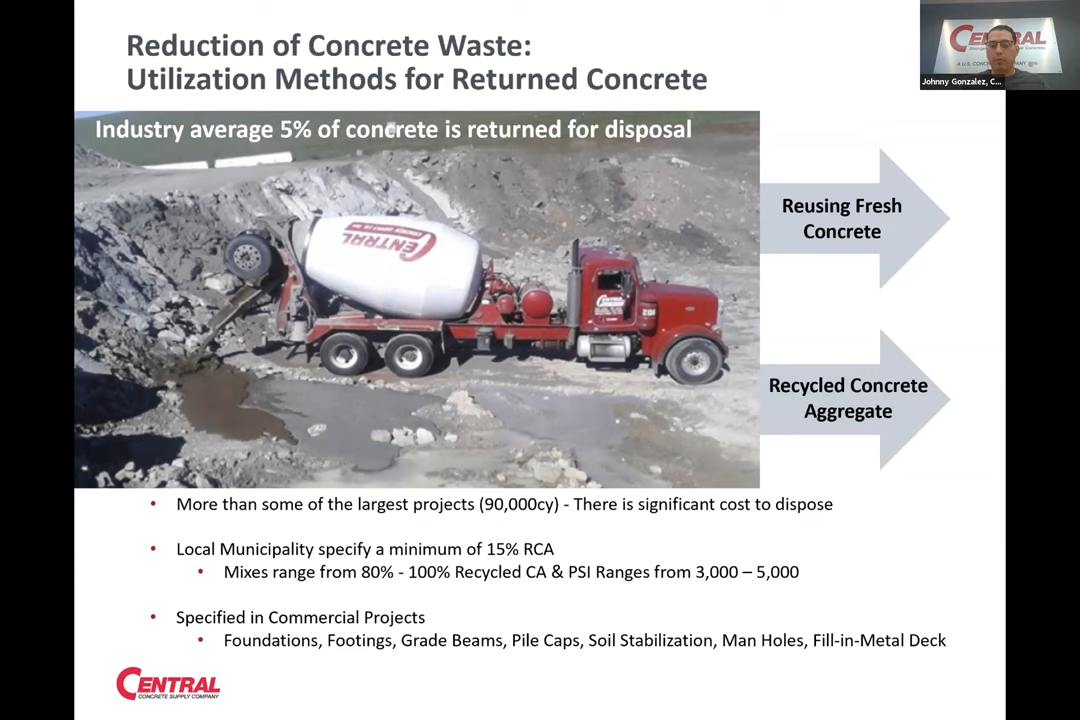 Reduction of Concrete Waste:
Utilization Methods for Returned Concrete
CENTRAL
Johnny Gonzalez, C...
Industry average 5% of concrete is returned for disposal
CENTRAL
Reusing Fresh
Concrete
Recycled Concrete
Aggregate
• More than some of the largest projects (90,000cy) - There is significant cost to dispose
• Local Municipality specify a minimum of 15% RCA
• Mixes range from 80% - 100% Recycled CA & PSI Ranges from 3,000 – 5,000
• Specified in Commercial Projects
• Foundations, Footings, Grade Beams, Pile Caps, Soil Stabilization, Man Holes, Fill-in-Metal Deck
CENTRAL
CONCRETE SUPPLY COMPANY